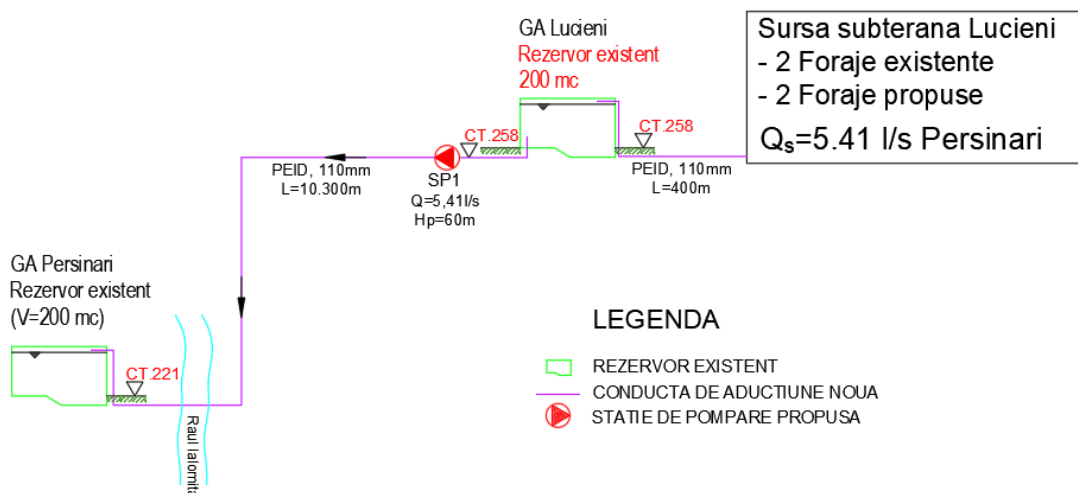 GA Lucieni
Rezervor existent
200 mc
Sursa subterana Lucieni
- 2 Foraje existente
- 2 Foraje propuse
Qs=5.41 l/s Persinari
CT.258
CT.258
PEID, 110mm
L=10.300m
SP1
Q=5,41l/s
Hp=60m
PEID, 110mm
L=400m
GA Persinari
Rezervor existent
(V=200 mc)
CT.221
Raul Ialomita
LEGENDA
REZERVOR EXISTENT
CONDUCTA DE ADUCTIUNE NOUA
STATIE DE POMPARE PROPUSA